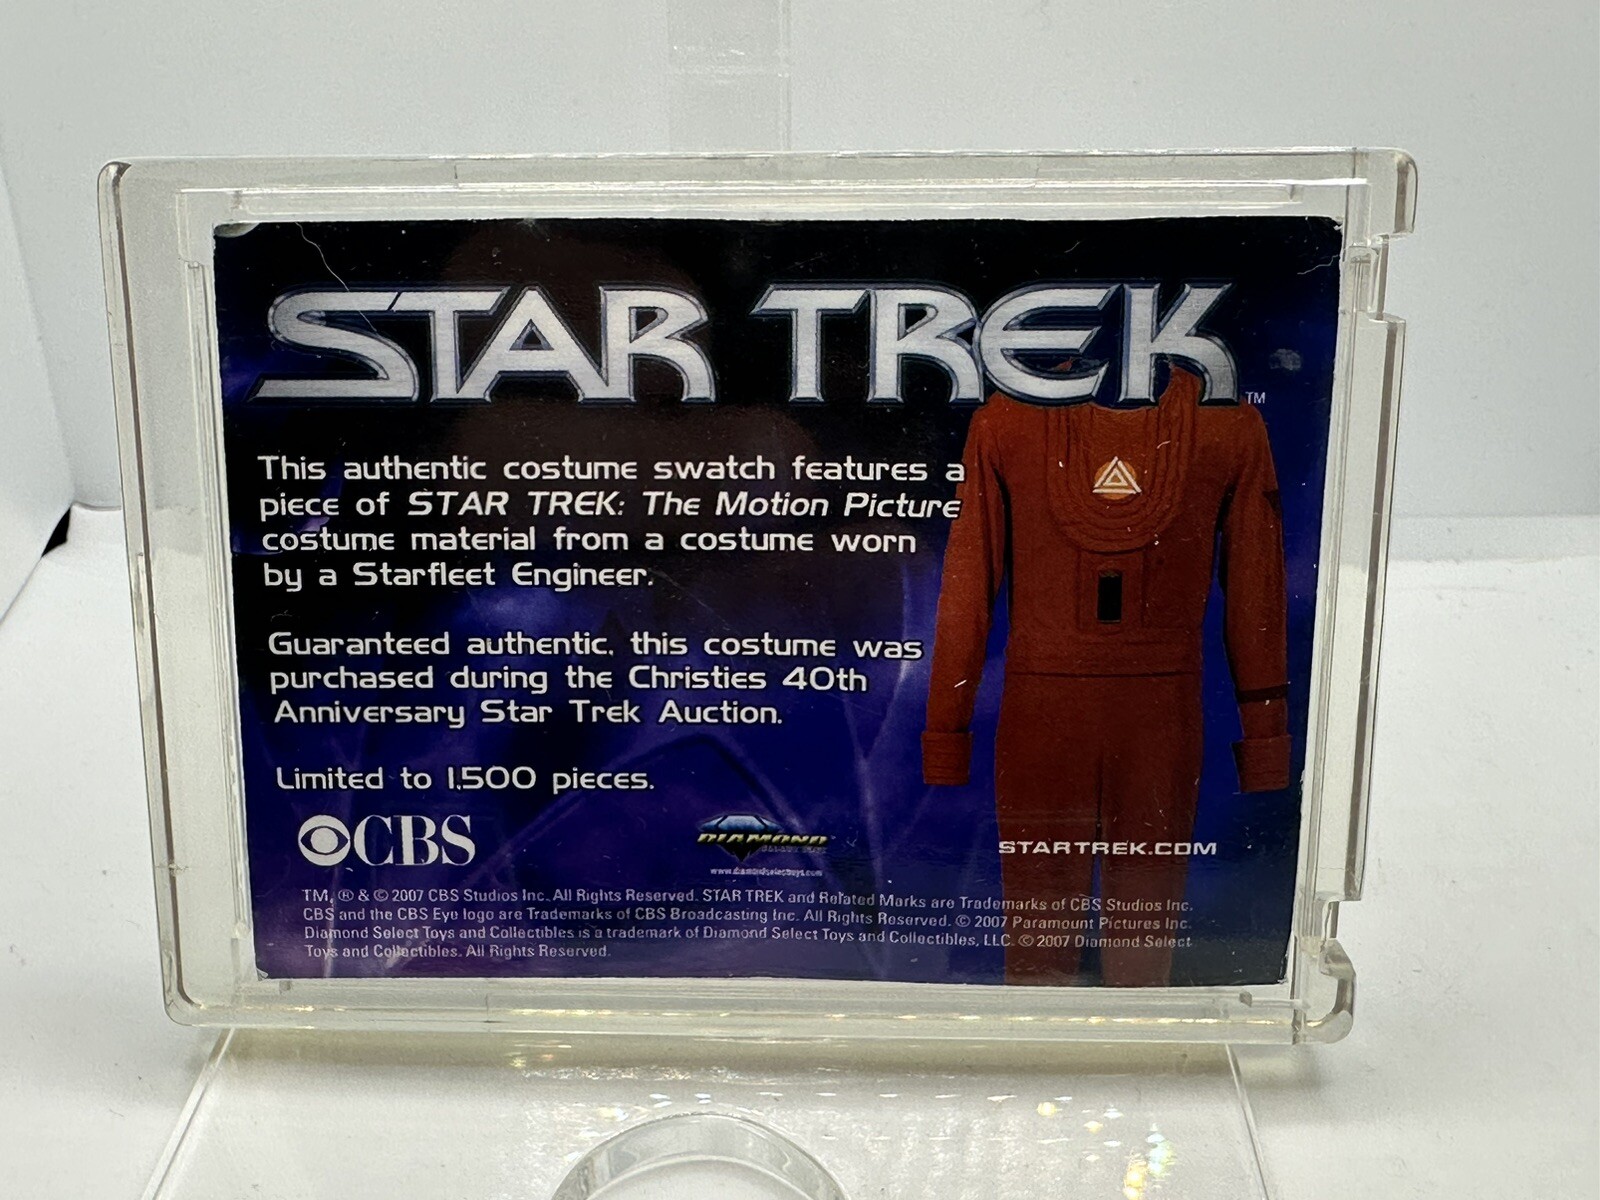 STAR TREK
TM
This authentic costume swatch features a
piece of STAR TREK: The Motion Picture
costume material from a costume worn
by a Starfleet Engineer.
Guaranteed authentic, this costume was
purchased during the Christies 40th
Anniversary Star Trek Auction.
Limited to 1,500 pieces.
CBS
DIAMOND
SELECT TOYS
www.diamondselecttoys.com
STARTREK.COM
TM, ® & © 2007 CBS Studios Inc. All Rights Reserved. STAR TREK and Related Marks are Trademarks of CBS Studios Inc.
CBS and the CBS Eye logo are Trademarks of CBS Broadcasting Inc. All Rights Reserved. © 2007 Paramount Pictures Inc.
Diamond Select Toys and Collectibles is a trademark of Diamond Select Toys and Collectibles, LLC. © 2007 Diamond Select
Toys and Collectibles. All Rights Reserved.